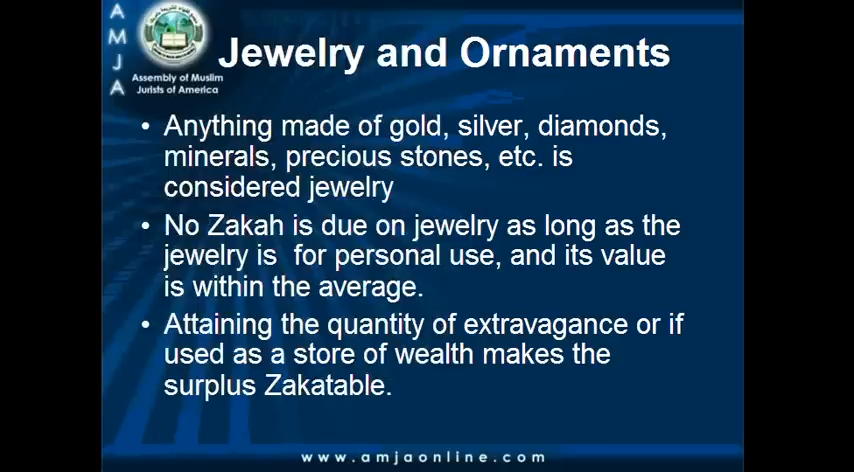 A
M
J
A
Assembly of Muslim
Jurists of America
Jewelry and Ornaments
• Anything made of gold, silver, diamonds,
minerals, precious stones, etc. is
considered jewelry
• No Zakah is due on jewelry as long as the
jewelry is for personal use, and its value
is within the average.
• Attaining the quantity of extravagance or if
used as a store of wealth makes the
surplus Zakatable.
www.amjaonline.com